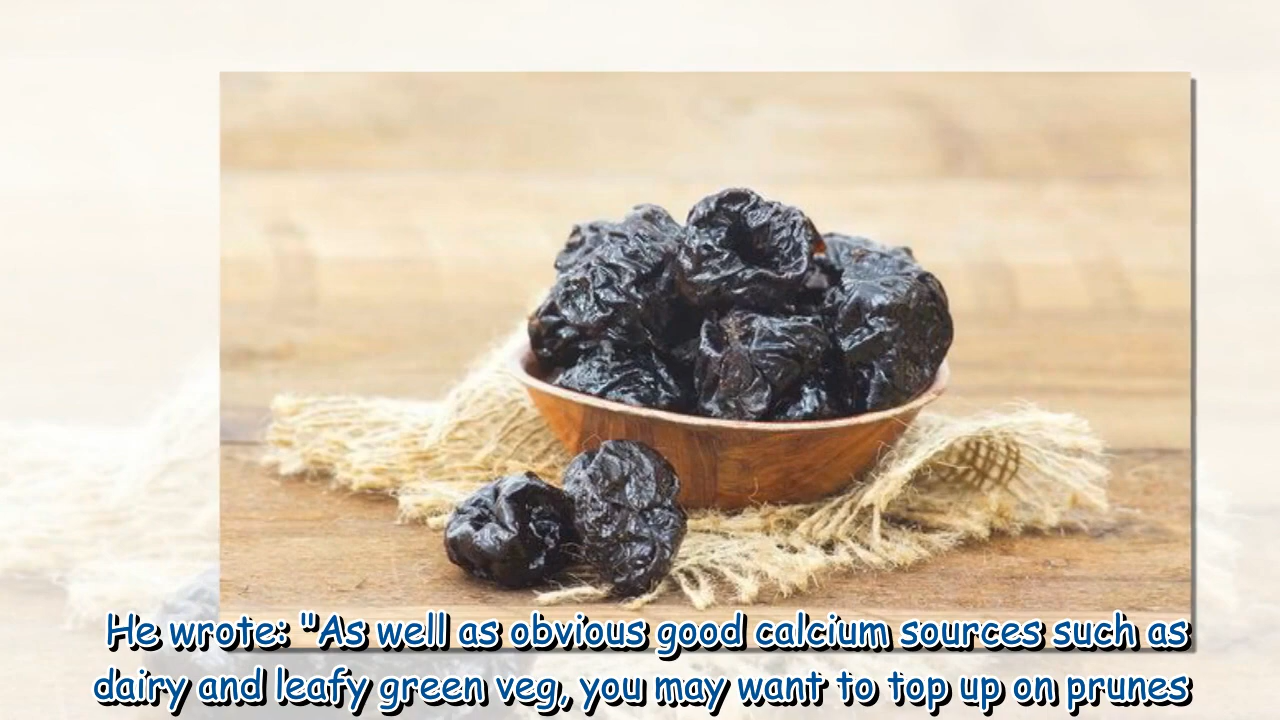 He wrote: "As well as obvious good calcium sources such as
dairy and leafy green veg, you may want to top up on prunes